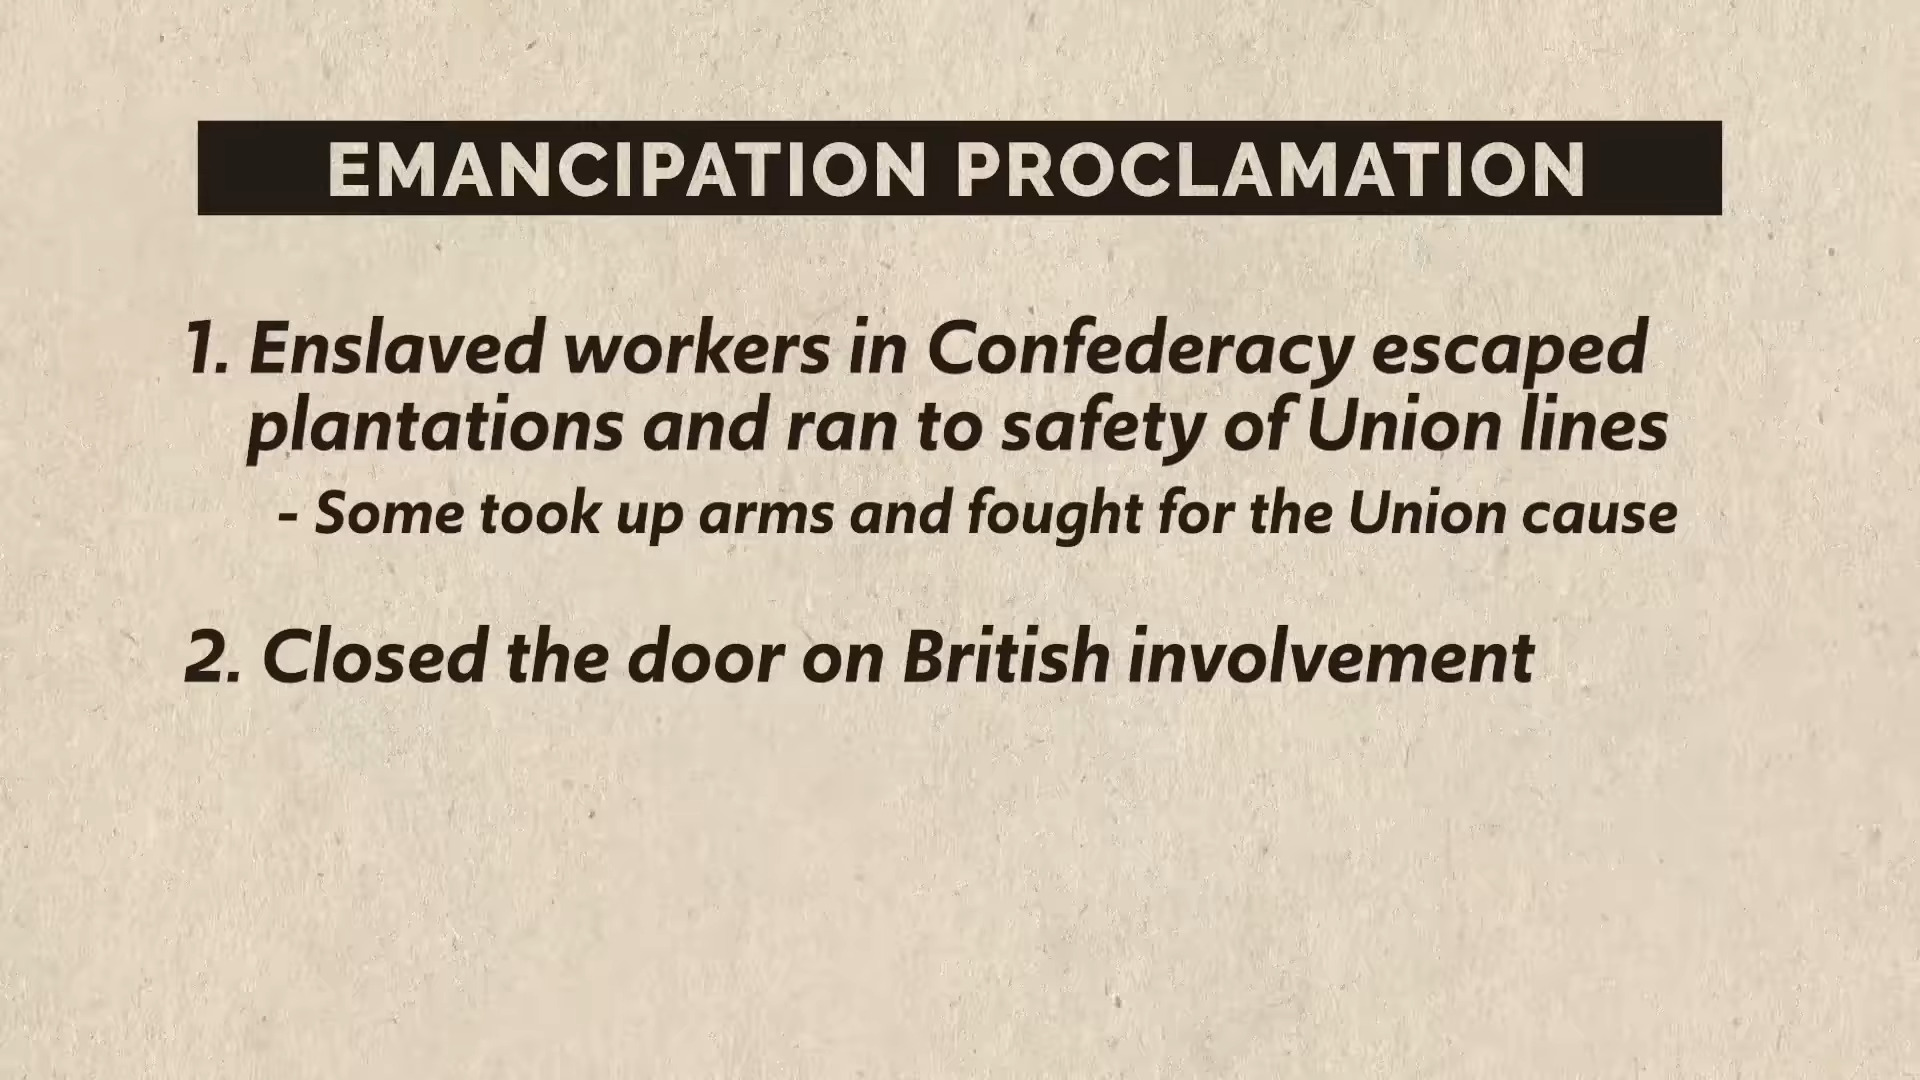 EMANCIPATION PROCLAMATION
1. Enslaved workers in Confederacy escaped
plantations and ran to safety of Union lines
- Some took up arms and fought for the Union cause
2. Closed the door on British involvement